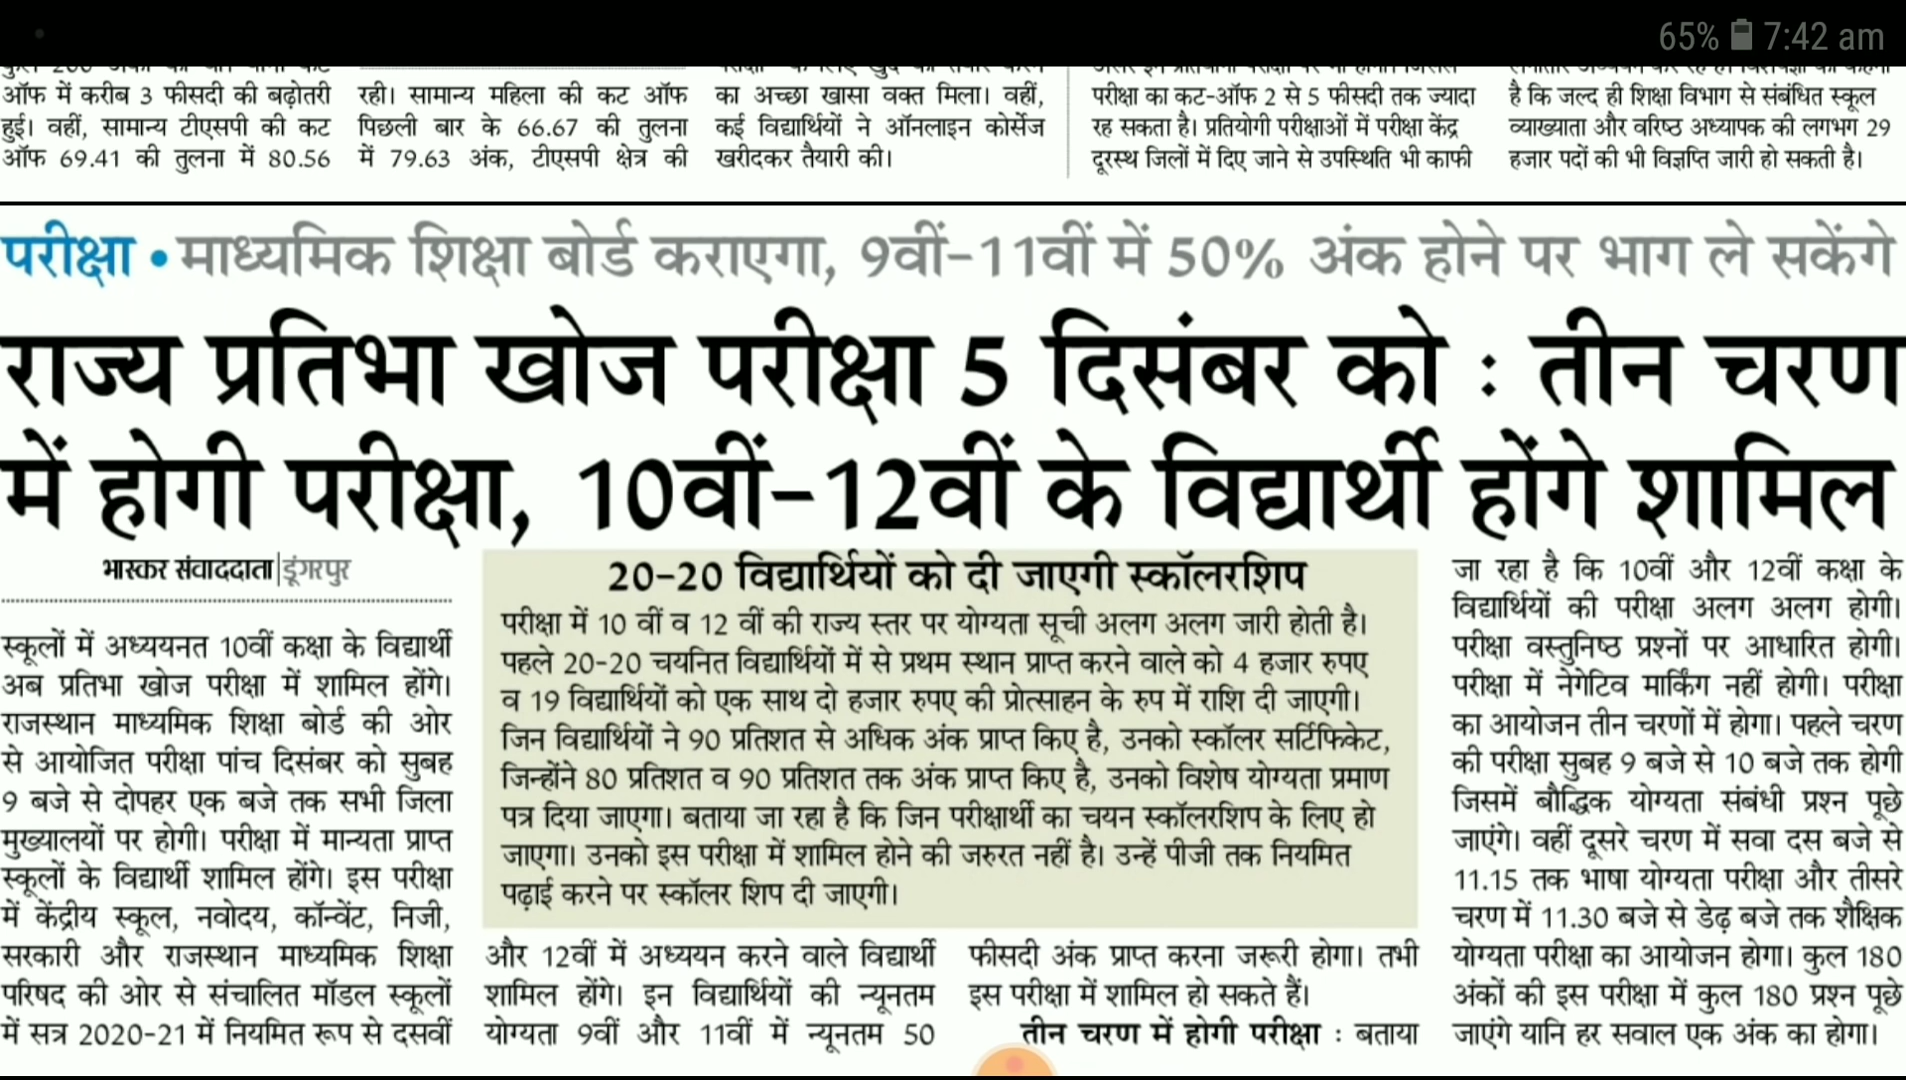 65% 7:42 am
ऑफ में करीब 3 फीसदी की बढ़ोतरी
हुई। वहीं, सामान्य टीएसपी की कट
ऑफ 69.41 की तुलना में 80.56
रही। सामान्य महिला की कट ऑफ
पिछली बार के 66.67 की तुलना
में 79.63 अंक, टीएसपी क्षेत्र की
का अच्छा खासा वक्त मिला। वहीं,
कई विद्यार्थियों ने ऑनलाइन कोर्सेज
खरीदकर तैयारी की।
परीक्षा का कट-ऑफ 2 से 5 फीसदी तक ज्यादा
रह सकता है। प्रतियोगी परीक्षाओं में परीक्षा केंद्र
दूरस्थ जिलों में दिए जाने से उपस्थिति भी काफी
है कि जल्द ही शिक्षा विभाग से संबंधित स्कूल
व्याख्याता और वरिष्ठ अध्यापक की लगभग 29
हजार पदों की भी विज्ञप्ति जारी हो सकती है।
परीक्षा • माध्यमिक शिक्षा बोर्ड कराएगा, 9वीं-11वीं में 50% अंक होने पर भाग ले सकेंगे
राज्य प्रतिभा खोज परीक्षा 5 दिसंबर को : तीन चरण
में होगी परीक्षा, 10वीं-12वीं के विद्यार्थी होंगे शामिल
भास्कर संवाददाता|डूंगरपुर
स्कूलों में अध्ययनत 10वीं कक्षा के विद्यार्थी
अब प्रतिभा खोज परीक्षा में शामिल होंगे।
राजस्थान माध्यमिक शिक्षा बोर्ड की ओर
से आयोजित परीक्षा पांच दिसंबर को सुबह
9 बजे से दोपहर एक बजे तक सभी जिला
मुख्यालयों पर होगी। परीक्षा में मान्यता प्राप्त
स्कूलों के विद्यार्थी शामिल होंगे। इस परीक्षा
में केंद्रीय स्कूल, नवोदय, कॉन्वेंट, निजी,
सरकारी और राजस्थान माध्यमिक शिक्षा
परिषद की ओर से संचालित मॉडल स्कूलों
में सत्र 2020-21 में नियमित रूप से दसवीं
20-20 विद्यार्थियों को दी जाएगी स्कॉलरशिप
परीक्षा में 10 वीं व 12 वीं की राज्य स्तर पर योग्यता सूची अलग अलग जारी होती है।
पहले 20-20 चयनित विद्यार्थियों में से प्रथम स्थान प्राप्त करने वाले को 4 हजार रुपए
व 19 विद्यार्थियों को एक साथ दो हजार रुपए की प्रोत्साहन के रुप में राशि दी जाएगी।
जिन विद्यार्थियों ने 90 प्रतिशत से अधिक अंक प्राप्त किए है, उनको स्कॉलर सर्टिफिकेट,
जिन्होंने 80 प्रतिशत व 90 प्रतिशत तक अंक प्राप्त किए है, उनको विशेष योग्यता प्रमाण
पत्र दिया जाएगा। बताया जा रहा है कि जिन परीक्षार्थी का चयन स्कॉलरशिप के लिए हो
जाएगा। उनको इस परीक्षा में शामिल होने की जरुरत नहीं है। उन्हें पीजी तक नियमित
पढ़ाई करने पर स्कॉलर शिप दी जाएगी।
और 12वीं में अध्ययन करने वाले विद्यार्थी
शामिल होंगे। इन विद्यार्थियों की न्यूनतम
योग्यता 9वीं और 11वीं में न्यूनतम 50
फीसदी अंक प्राप्त करना जरूरी होगा। तभी
इस परीक्षा में शामिल हो सकते हैं।
तीन चरण में होगी परीक्षा : बताया
जा रहा है कि 10वीं और 12वीं कक्षा के
विद्यार्थियों की परीक्षा अलग अलग होगी।
परीक्षा वस्तुनिष्ठ प्रश्नों पर आधारित होगी।
परीक्षा में नेगेटिव मार्किंग नहीं होगी। परीक्षा
का आयोजन तीन चरणों में होगा। पहले चरण
की परीक्षा सुबह 9 बजे से 10 बजे तक होगी
जिसमें बौद्धिक योग्यता संबंधी प्रश्न पूछे
जाएंगे। वहीं दूसरे चरण में सवा दस बजे से
11.15 तक भाषा योग्यता परीक्षा और तीसरे
चरण में 11.30 बजे से डेढ़ बजे तक शैक्षिक
योग्यता परीक्षा का आयोजन होगा। कुल 180
अंकों की इस परीक्षा में कुल 180 प्रश्न पूछे
जाएंगे यानि हर सवाल एक अंक का होगा।